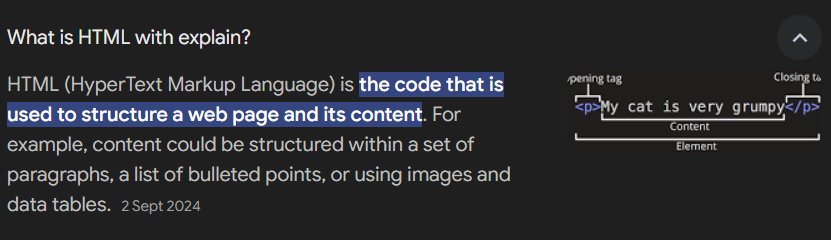 What is HTML with explain?
HTML (HyperText Markup Language) is the code that is
used to structure a web page and its content. For
example, content could be structured within a set of
paragraphs, a list of bulleted points, or using images and
data tables. 2 Sept 2024
pening tag Closing ta
<p>My cat is very grumpy</p>
Content
Element